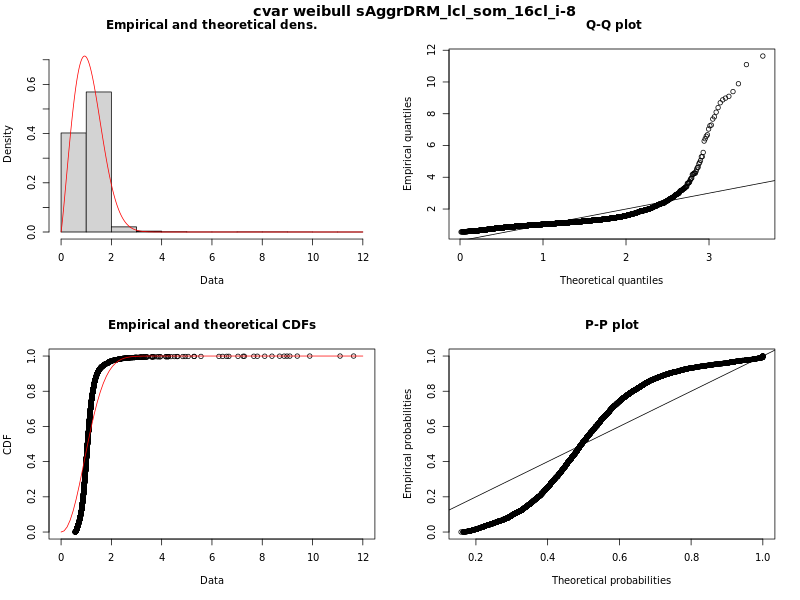 cvar weibull sAggrDRM_lcl_som_16cl_i-8
Empirical and theoretical dens.
Density
0.0 0.2 0.4 0.6
0 2 4 6 8 10 12
Data
Q-Q plot
Empirical quantiles
2 4 6 8 10 12
0 1 2 3
Theoretical quantiles
Empirical and theoretical CDFs
CDF
0.0 0.2 0.4 0.6 0.8 1.0
0 2 4 6 8 10 12
Data
P-P plot
Empirical probabilities
0.0 0.2 0.4 0.6 0.8 1.0
0.2 0.4 0.6 0.8 1.0
Theoretical probabilities